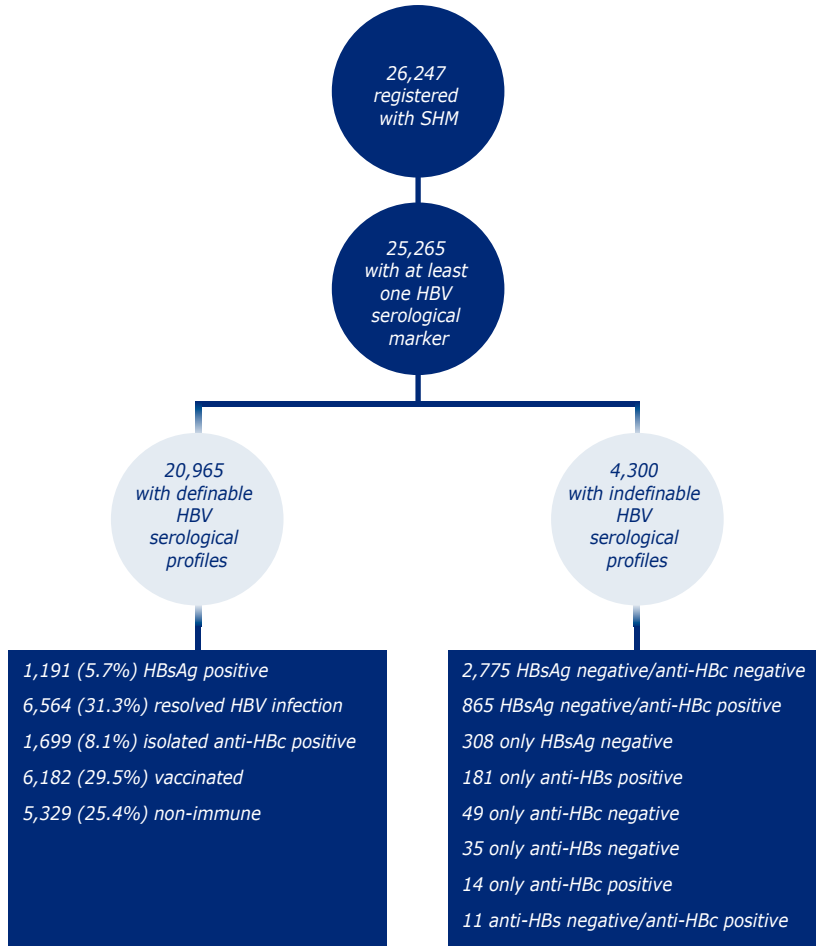 26,247
registered
with SHM
25,265
with at least
one HBV
serological
marker
20,965
with definable
HBV
serological
profiles
4,300
with indefinable
HBV
serological
profiles
1,191 (5.7%) HBsAg positive
6,564 (31.3%) resolved HBV infection
1,699 (8.1%) isolated anti-HBc positive
6,182 (29.5%) vaccinated
5,329 (25.4%) non-immune
2,775 HBsAg negative/anti-HBc negative
865 HBsAg negative/anti-HBc positive
308 only HBsAg negative
181 only anti-HBs positive
49 only anti-HBc negative
35 only anti-HBs negative
14 only anti-HBc positive
11 anti-HBs negative/anti-HBc positive